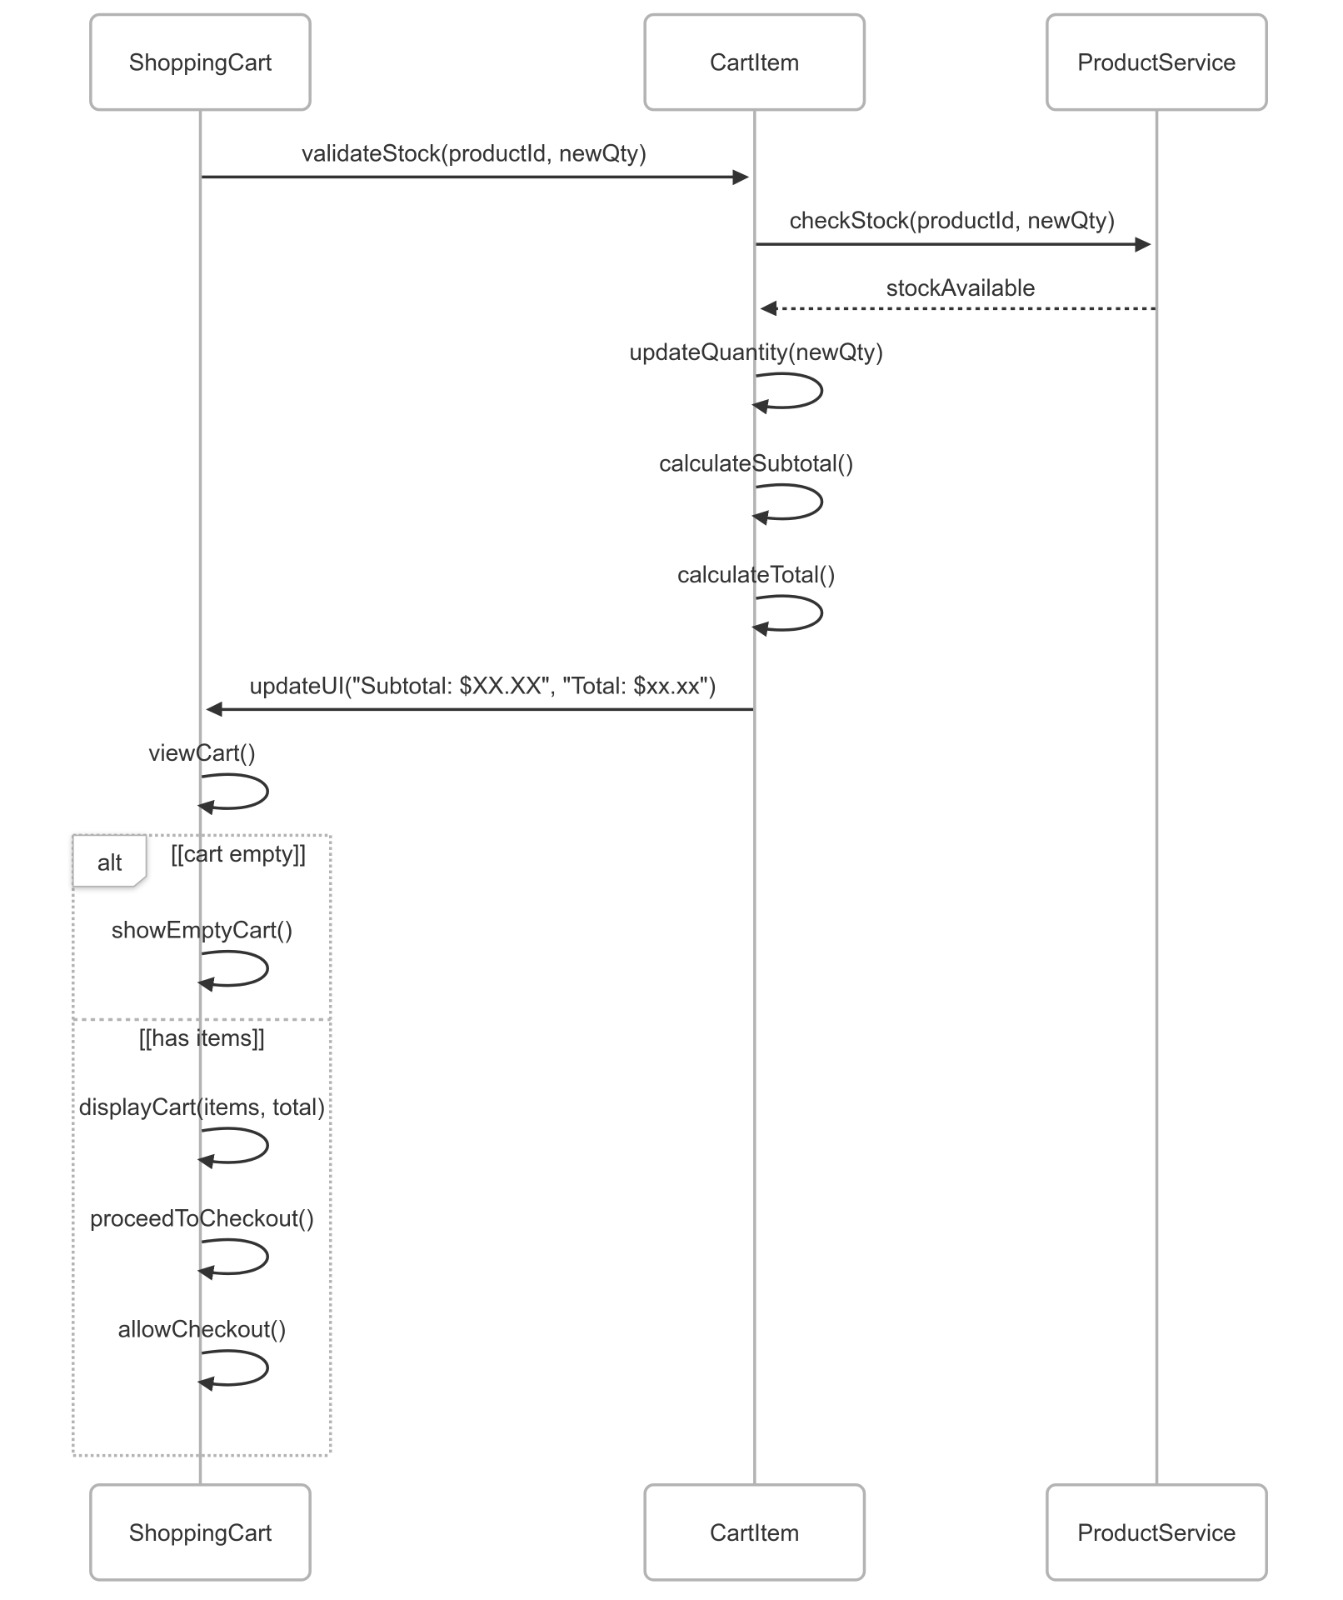 ShoppingCart
CartItem
ProductService
validateStock(productId, newQty)
checkStock(productId, newQty)
stockAvailable
updateQuantity(newQty)
calculateSubtotal()
calculateTotal()
updateUI("Subtotal: $XX.XX", "Total: $xx.xx")
viewCart()
alt
[[cart empty]]
showEmptyCart()
[[has items]]
displayCart(items, total)
proceedToCheckout()
allowCheckout()
ShoppingCart
CartItem
ProductService